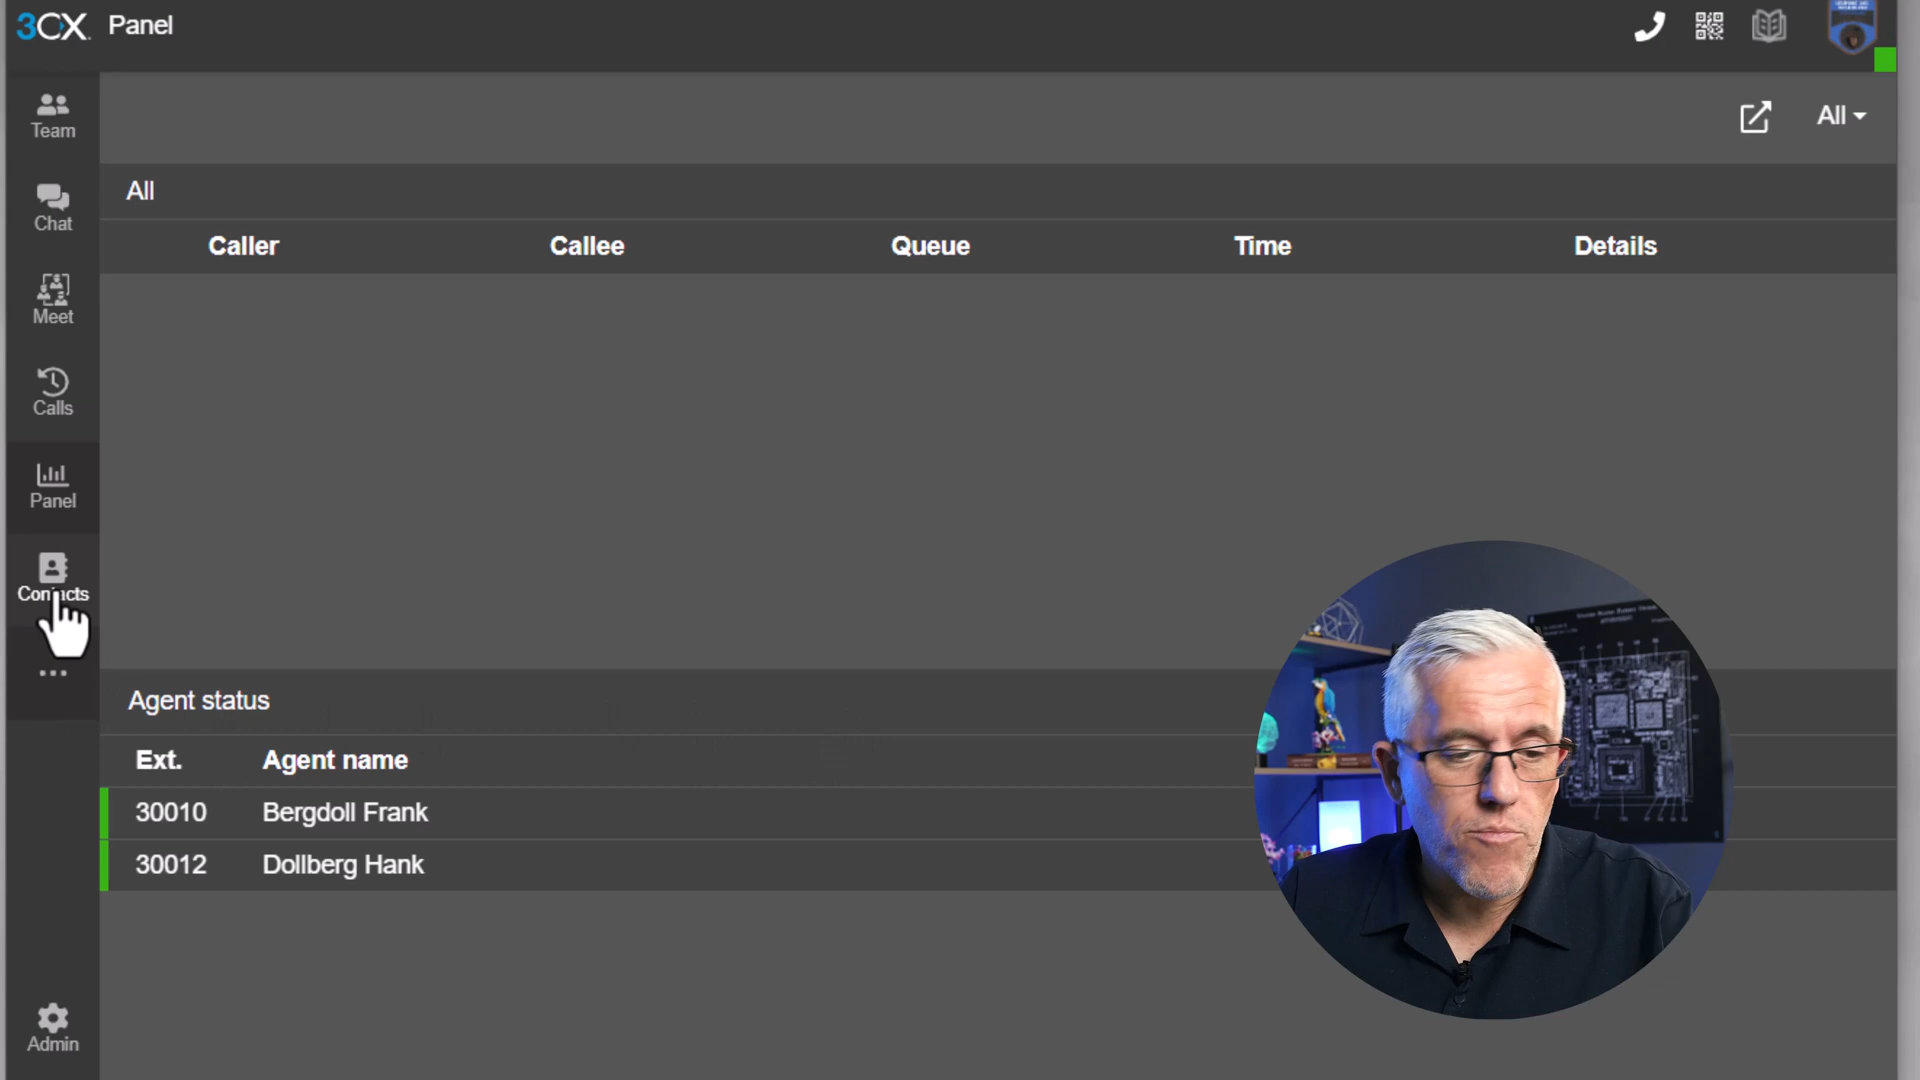 3CX Panel
Team
All
Chat
All
Caller Callee Queue Time Details
Meet
Calls
Panel
Contacts
Agent status
Ext. Agent name
30010 Bergdoll Frank
30012 Dollberg Hank
Admin